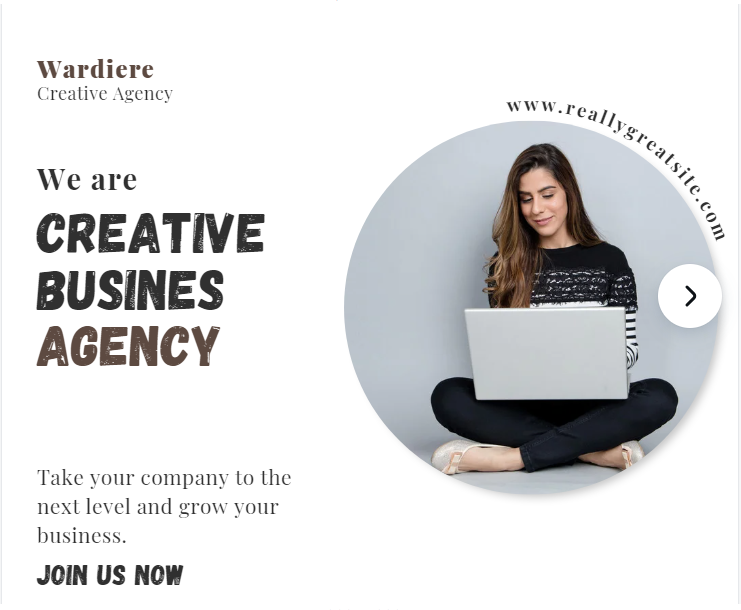 Wardiere
Creative Agency
www.reallygreatsite.com
We are
CREATIVE
BUSINES
AGENCY
Take your company to the
next level and grow your
business.
JOIN US NOW